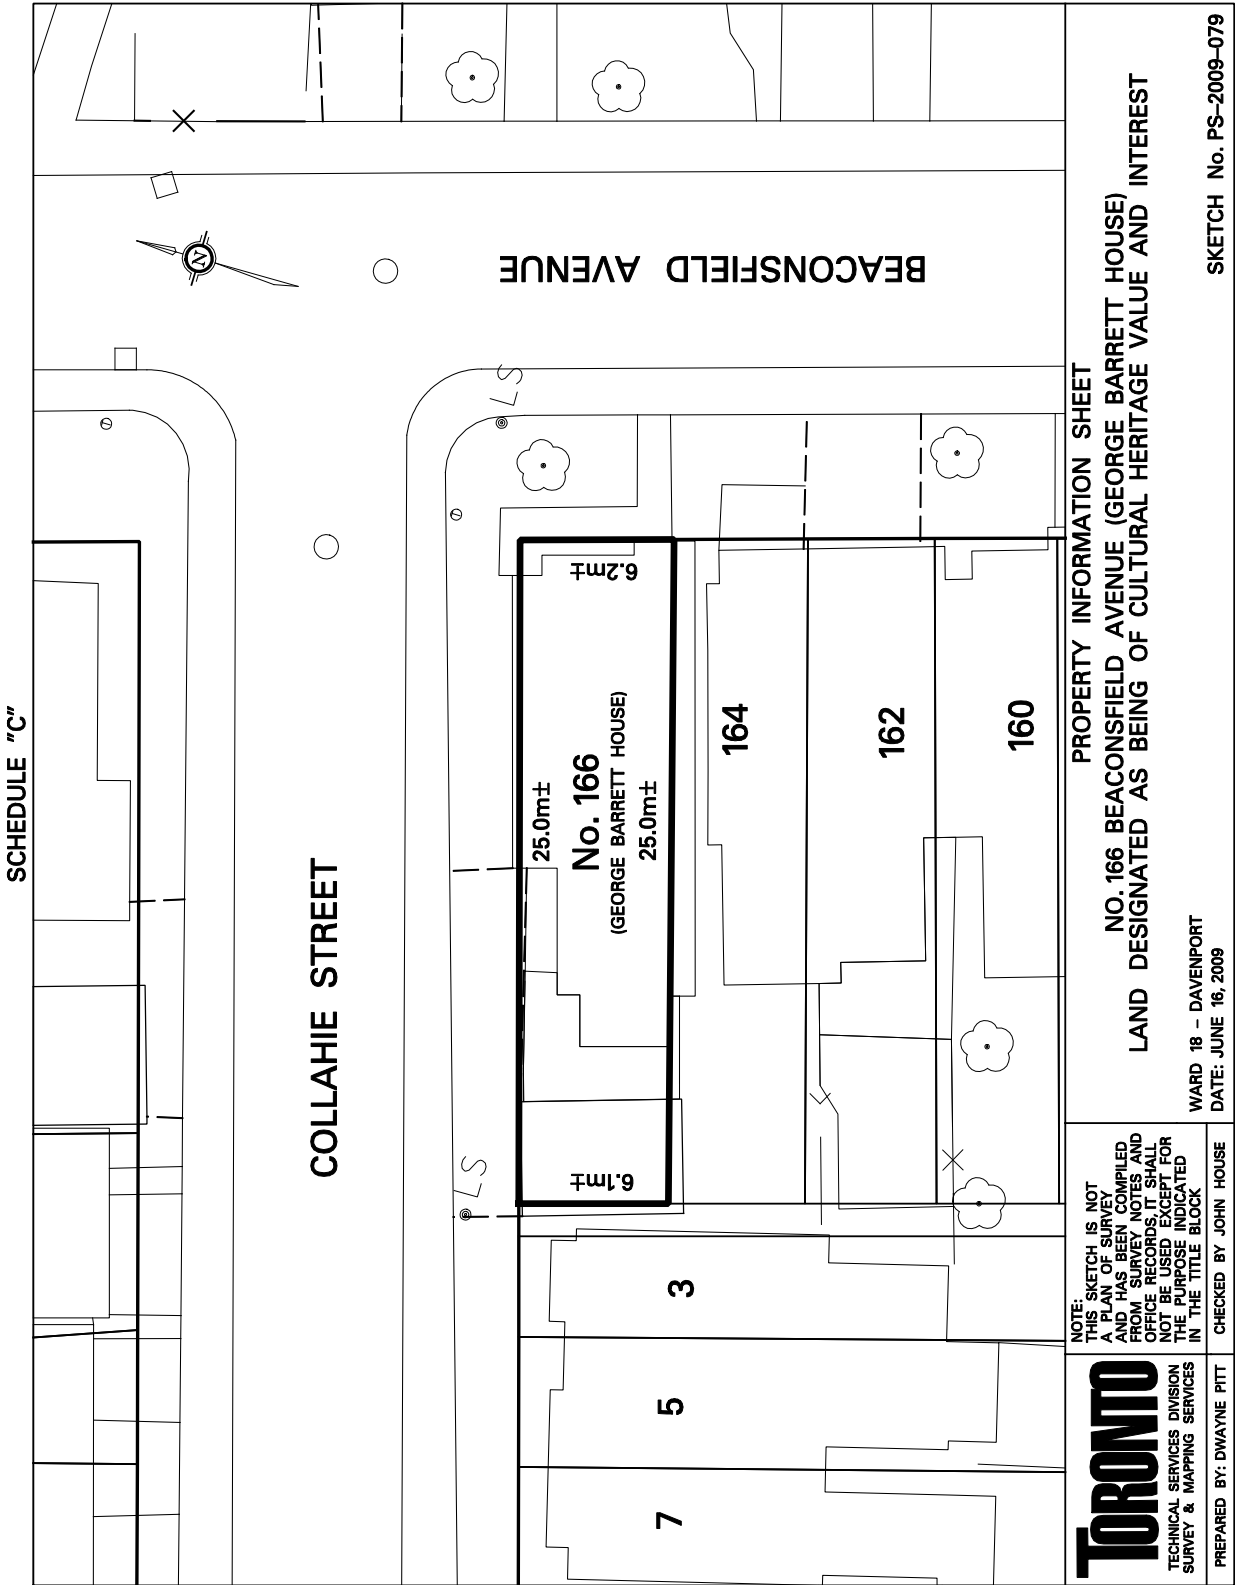 SCHEDULE "C"
COLLAHIE STREET
BEACONSFIELD AVENUE
N
LS
LS
6.2m±
25.0m±
No. 166
(GEORGE BARRETT HOUSE)
25.0m±
6.1m±
164
162
160
3
5
7
PROPERTY INFORMATION SHEET
NO. 166 BEACONSFIELD AVENUE (GEORGE BARRETT HOUSE)
LAND DESIGNATED AS BEING OF CULTURAL HERITAGE VALUE AND INTEREST
WARD 18 – DAVENPORT
DATE: JUNE 16, 2009
SKETCH No. PS–2009–079
NOTE:
THIS SKETCH IS NOT
A PLAN OF SURVEY
AND HAS BEEN COMPILED
FROM SURVEY NOTES AND
OFFICE RECORDS, IT SHALL
NOT BE USED EXCEPT FOR
THE PURPOSE INDICATED
IN THE TITLE BLOCK
CHECKED BY JOHN HOUSE
TORONTO
TECHNICAL SERVICES DIVISION
SURVEY & MAPPING SERVICES
PREPARED BY: DWAYNE PITT